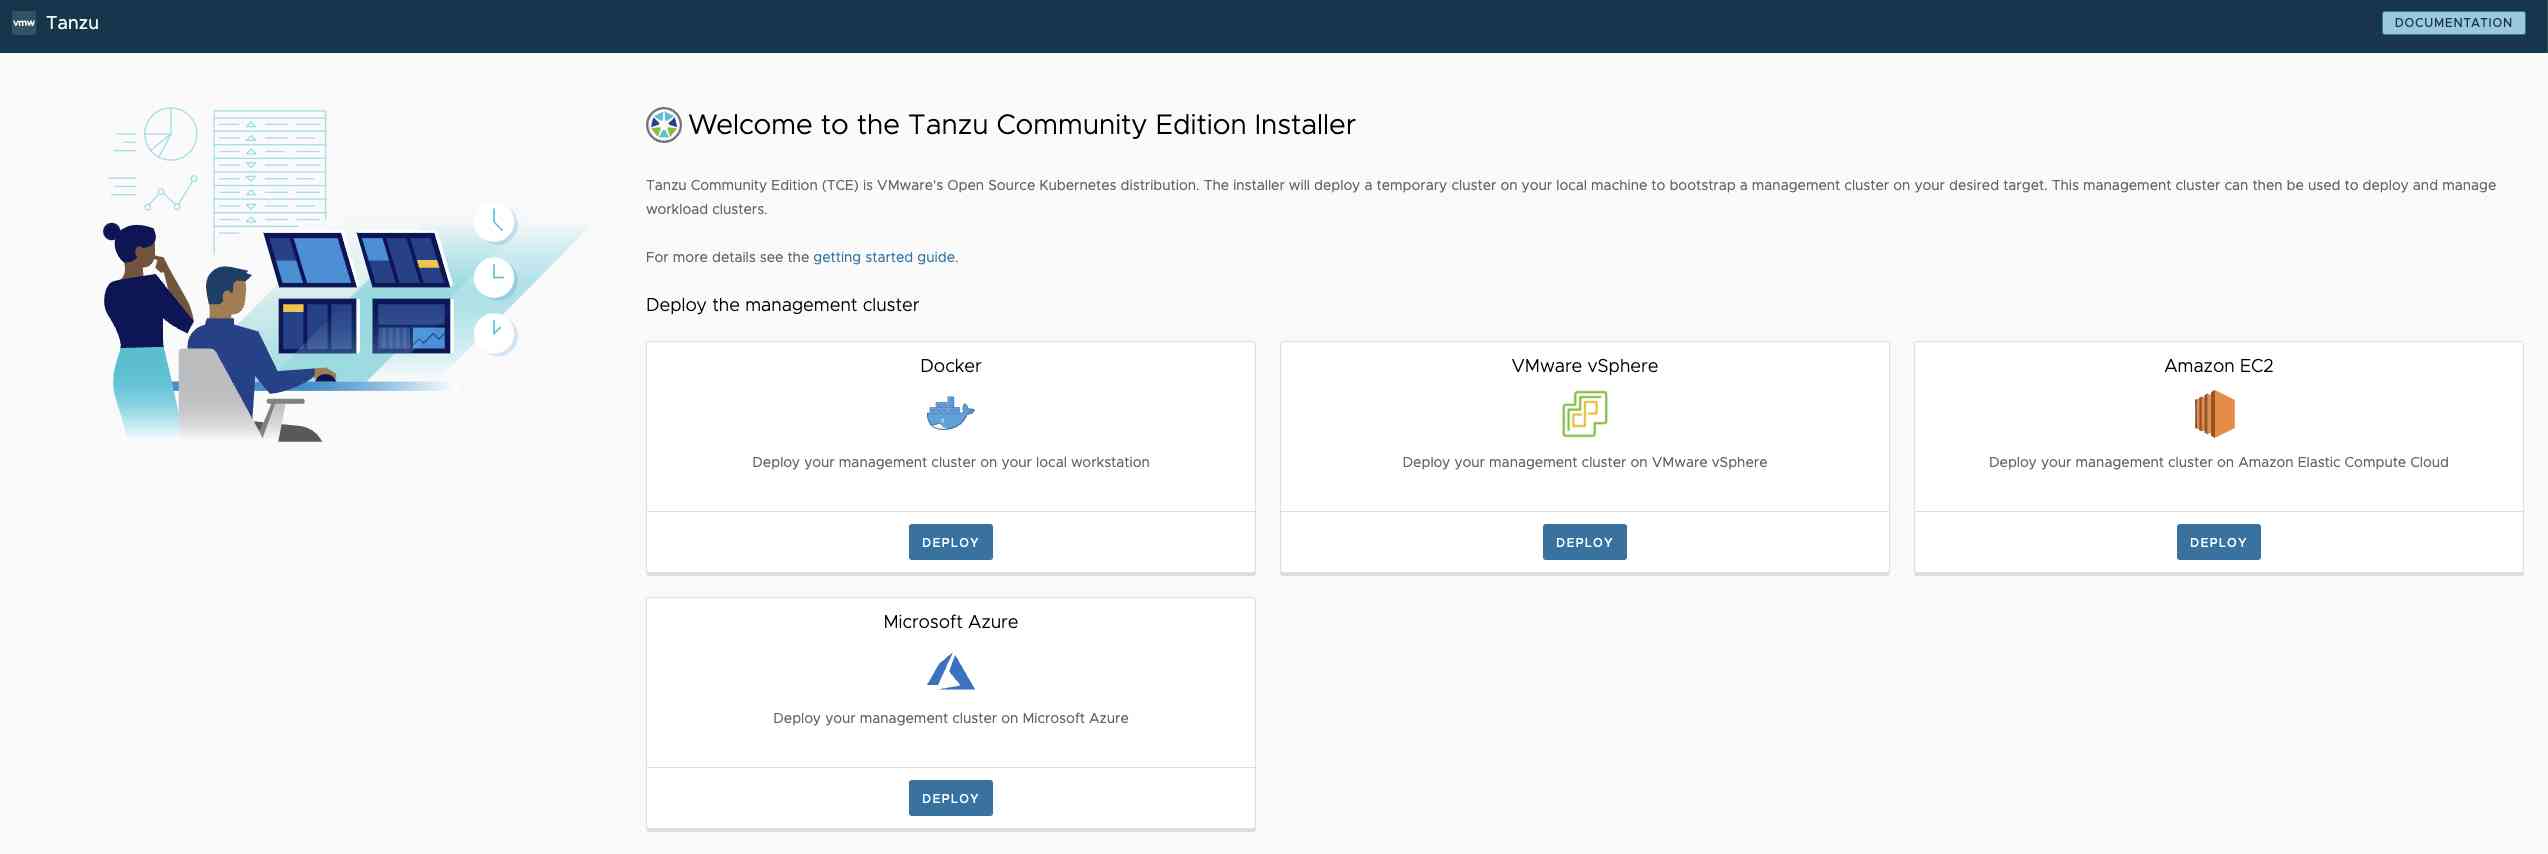 vmw Tanzu
DOCUMENTATION
Welcome to the Tanzu Community Edition Installer
Tanzu Community Edition (TCE) is VMware's Open Source Kubernetes distribution. The installer will deploy a temporary cluster on your local machine to bootstrap a management cluster on your desired target. This management cluster can then be used to deploy and manage
workload clusters.
For more details see the getting started guide.
Deploy the management cluster
Docker
Deploy your management cluster on your local workstation
DEPLOY
VMware vSphere
Deploy your management cluster on VMware vSphere
DEPLOY
Amazon EC2
Deploy your management cluster on Amazon Elastic Compute Cloud
DEPLOY
Microsoft Azure
Deploy your management cluster on Microsoft Azure
DEPLOY